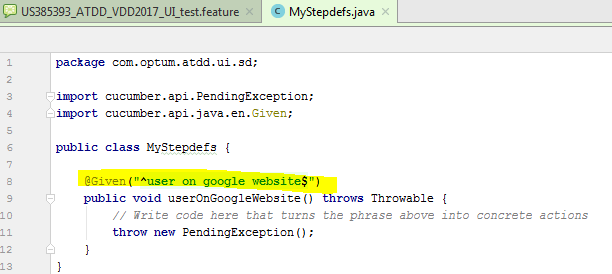 US385393_ATDD_VDD2017_UI_test.feature × MyStepdefs.java ×
1 package com.optum.atdd.ui.sd;
2
3 import cucumber.api.PendingException;
4 import cucumber.api.java.en.Given;
5
6 public class MyStepdefs {
7
8 @Given("^user on google website$")
9 public void userOnGoogleWebsite() throws Throwable {
10 // Write code here that turns the phrase above into concrete actions
11 throw new PendingException();
12 }
13 }